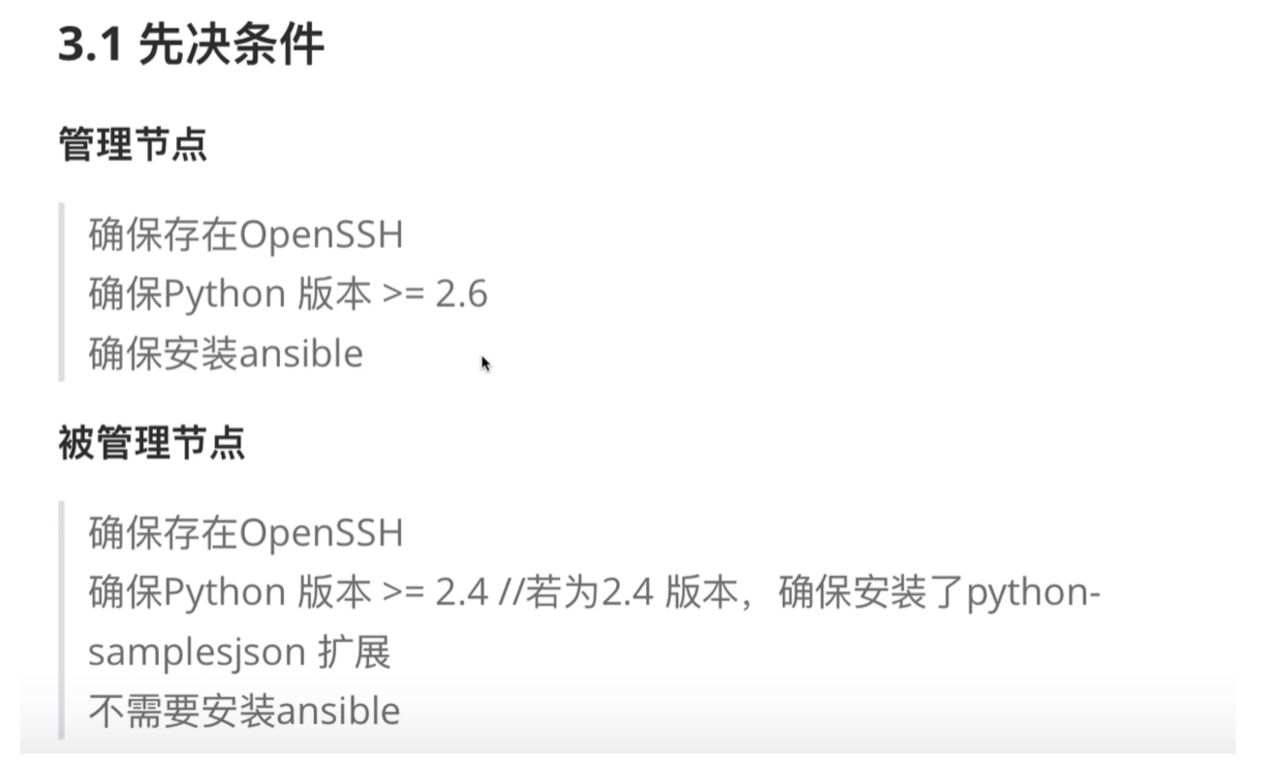 3.1 先决条件
管理节点
确保存在OpenSSH
确保Python 版本 >= 2.6
确保安装ansible
被管理节点
确保存在OpenSSH
确保Python 版本 >= 2.4 //若为2.4 版本，确保安装了python-
samplesjson 扩展
不需要安装ansible